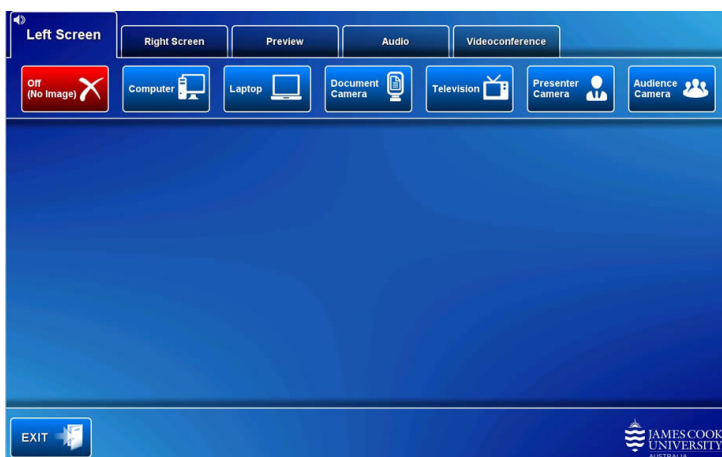 Left Screen
Right Screen
Preview
Audio
Videoconference
Off
(No Image)
Computer
Laptop
Document
Camera
Television
Presenter
Camera
Audience
Camera
EXIT
JAMES COOK
UNIVERSITY
AUSTRALIA